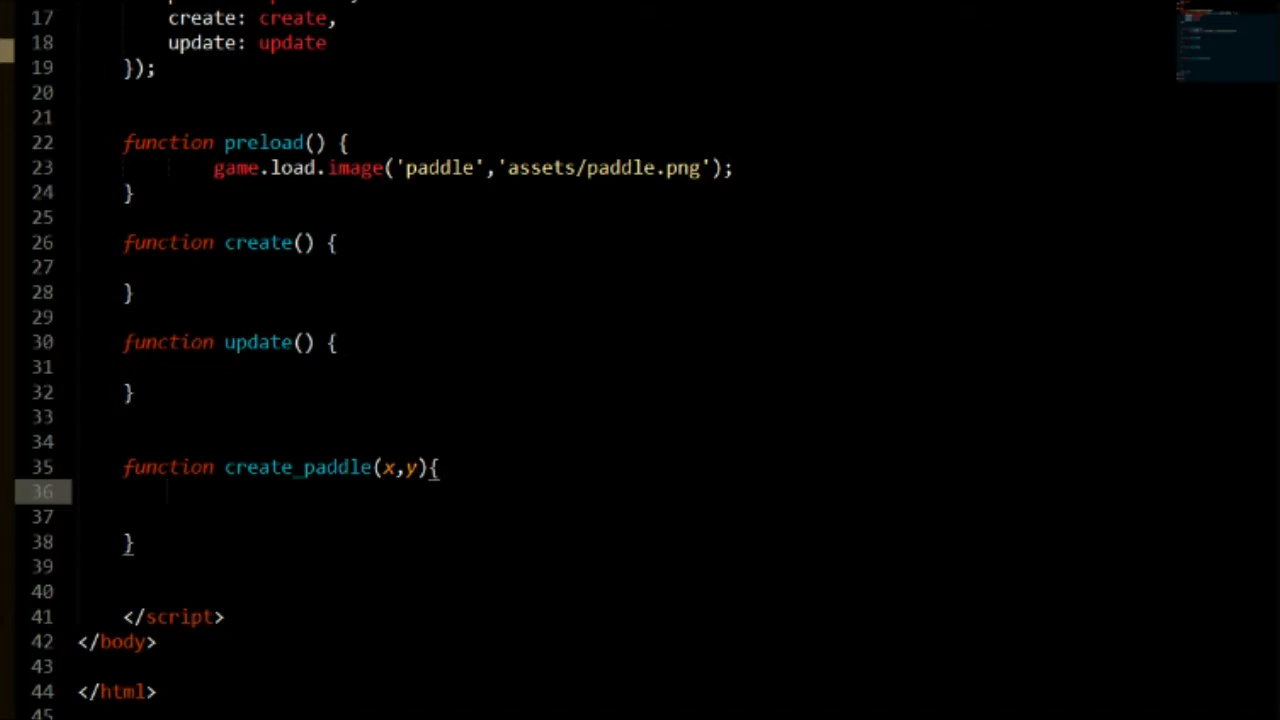 17 create: create,
18 update: update
19 });
20
21
22 function preload() {
23 game.load.image('paddle','assets/paddle.png');
24 }
25
26 function create() {
27
28 }
29
30 function update() {
31
32 }
33
34
35 function create_paddle(x,y){
36
37
38 }
39
40
41 </script>
42 </body>
43
44 </html>
45